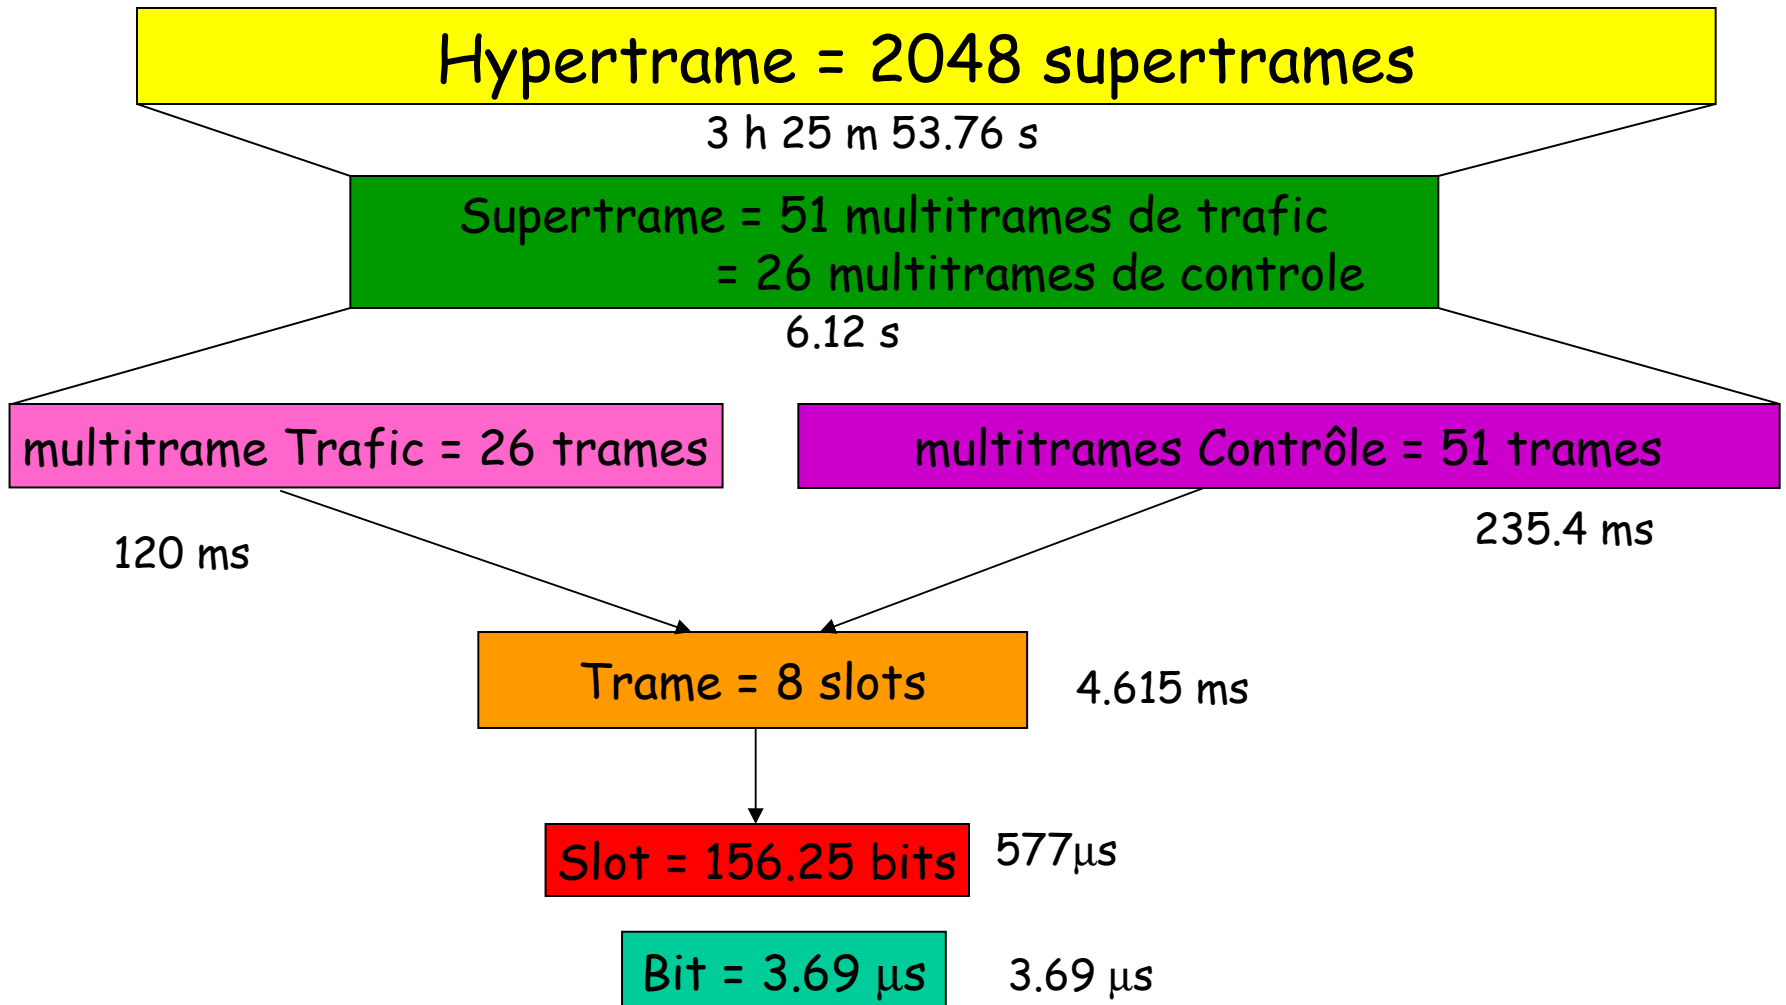 Hypertrame = 2048 supertrames
3 h 25 m 53.76 s
Supertrame = 51 multitrames de trafic
= 26 multitrames de controle
6.12 s
multitrame Trafic = 26 trames
multitrames Contrôle = 51 trames
120 ms
235.4 ms
Trame = 8 slots
4.615 ms
Slot = 156.25 bits
577μs
Bit = 3.69 μs
3.69 μs